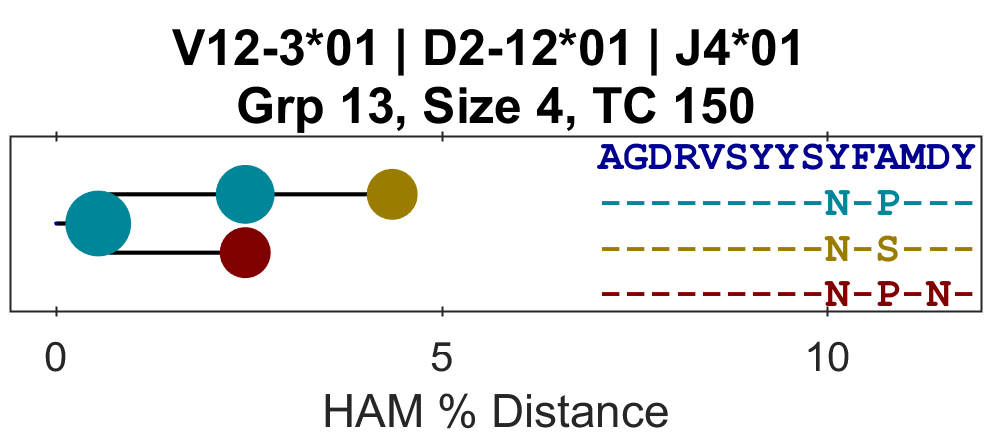 V12-3*01 | D2-12*01 | J4*01
Grp 13, Size 4, TC 150
AGDRVSYYSYFAMDY
---------N-P---
---------N-S---
---------N-P-N-
0 5 10
HAM % Distance